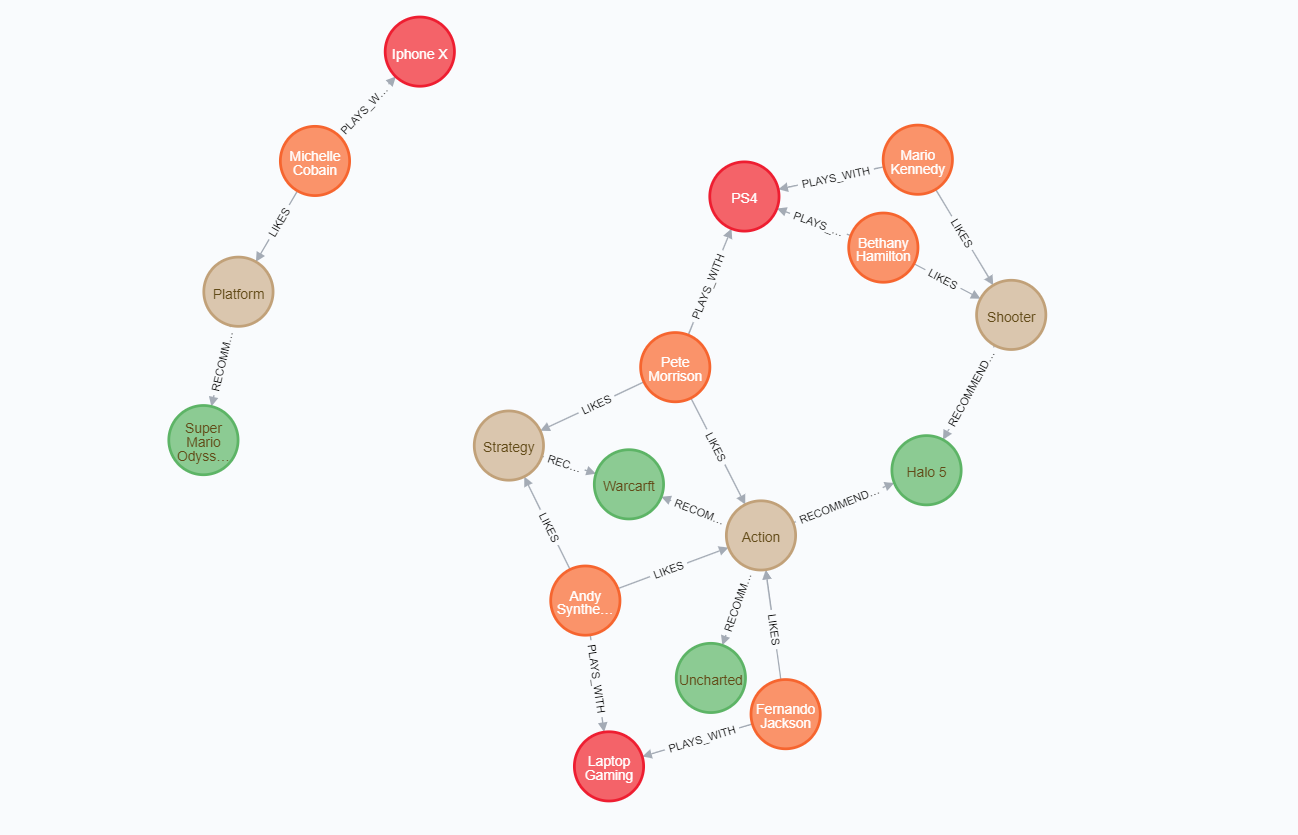 Iphone X
PLAYS_W…
Michelle
Cobain
LIKES
Platform
RECOMM…
Super
Mario
Odyss…
Mario
Kennedy
PLAYS_WITH
PS4
PLAYS_…
Bethany
Hamilton
LIKES
LIKES
Shooter
PLAYS_WITH
RECOMMEND…
Pete
Morrison
LIKES
LIKES
Strategy
REC…
Warcarft
RECOM…
Halo 5
RECOMMEND…
Action
LIKES
LIKES
Andy
Synthe…
RECOMM…
LIKES
PLAYS_WITH
Uncharted
Fernando
Jackson
PLAYS_WITH
Laptop
Gaming